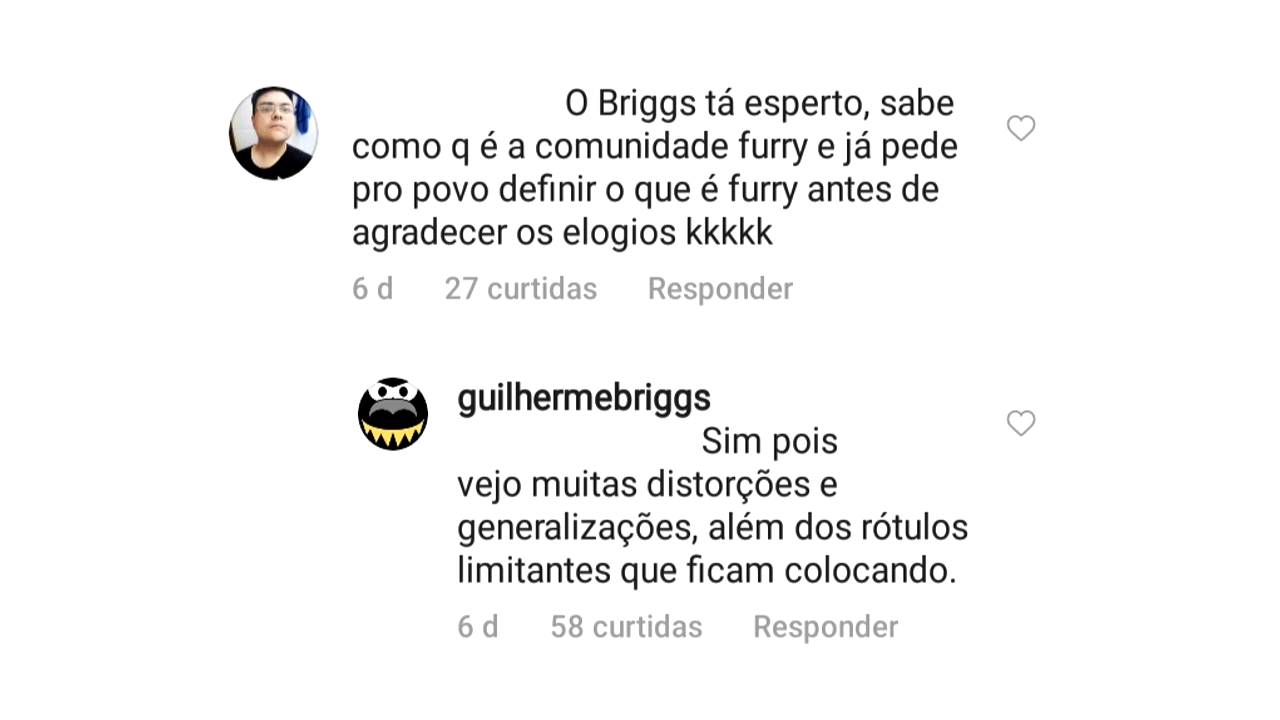 O Briggs tá esperto, sabe
como q é a comunidade furry e já pede
pro povo definir o que é furry antes de
agradecer os elogios kkkkk
6 d 27 curtidas Responder
guilhermebriggs
Sim pois
vejo muitas distorções e
generalizações, além dos rótulos
limitantes que ficam colocando.
6 d 58 curtidas Responder